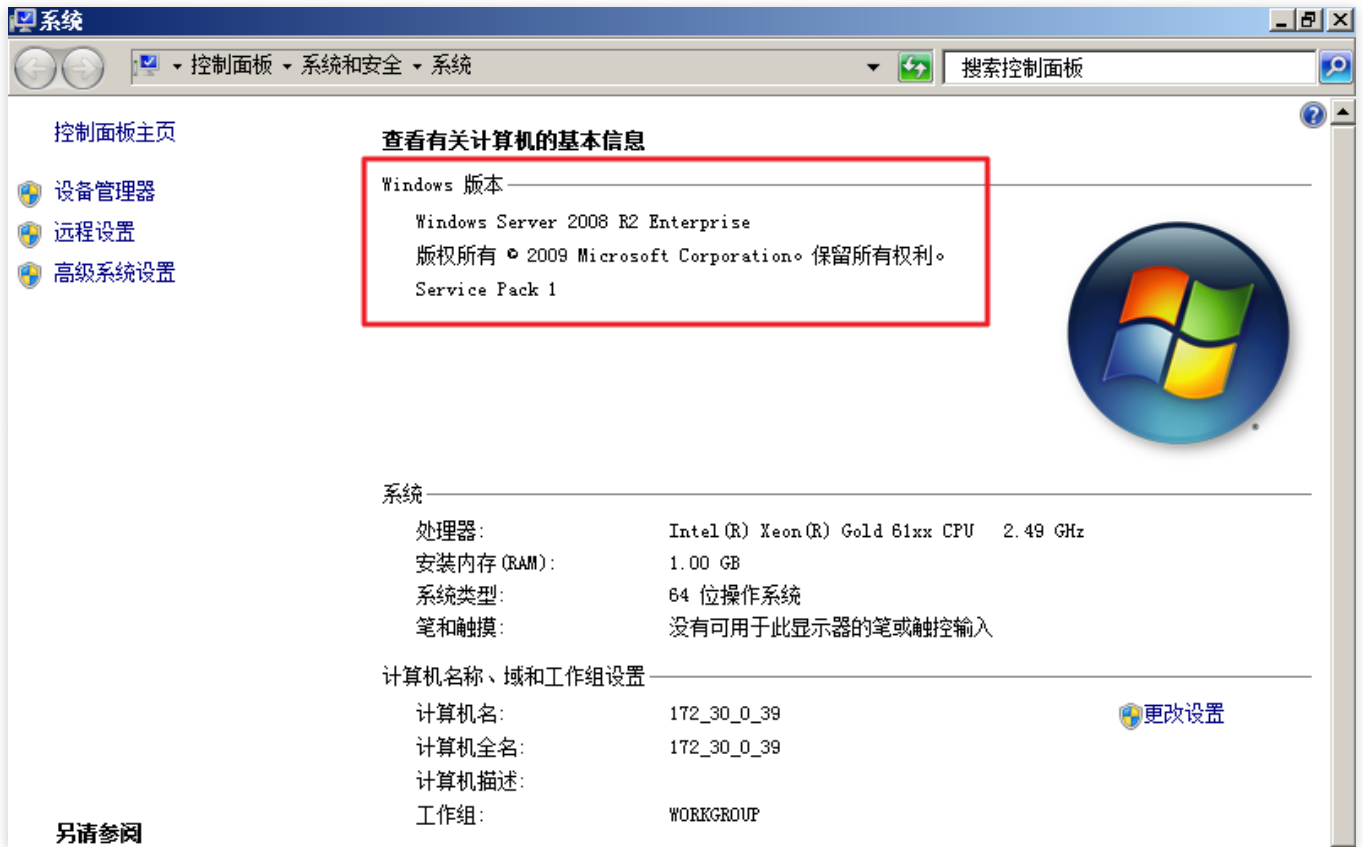 系统
控制面板 系统和安全 系统 搜索控制面板
控制面板主页
设备管理器
远程设置
高级系统设置
查看有关计算机的基本信息
Windows 版本
Windows Server 2008 R2 Enterprise
版权所有 © 2009 Microsoft Corporation。保留所有权利。
Service Pack 1
系统
处理器: Intel(R) Xeon(R) Gold 61xx CPU 2.49 GHz
安装内存(RAM): 1.00 GB
系统类型: 64 位操作系统
笔和触摸: 没有可用于此显示器的笔或触控输入
计算机名称、域和工作组设置
计算机名: 172_30_0_39 更改设置
计算机全名: 172_30_0_39
计算机描述:
工作组: WORKGROUP
另请参阅